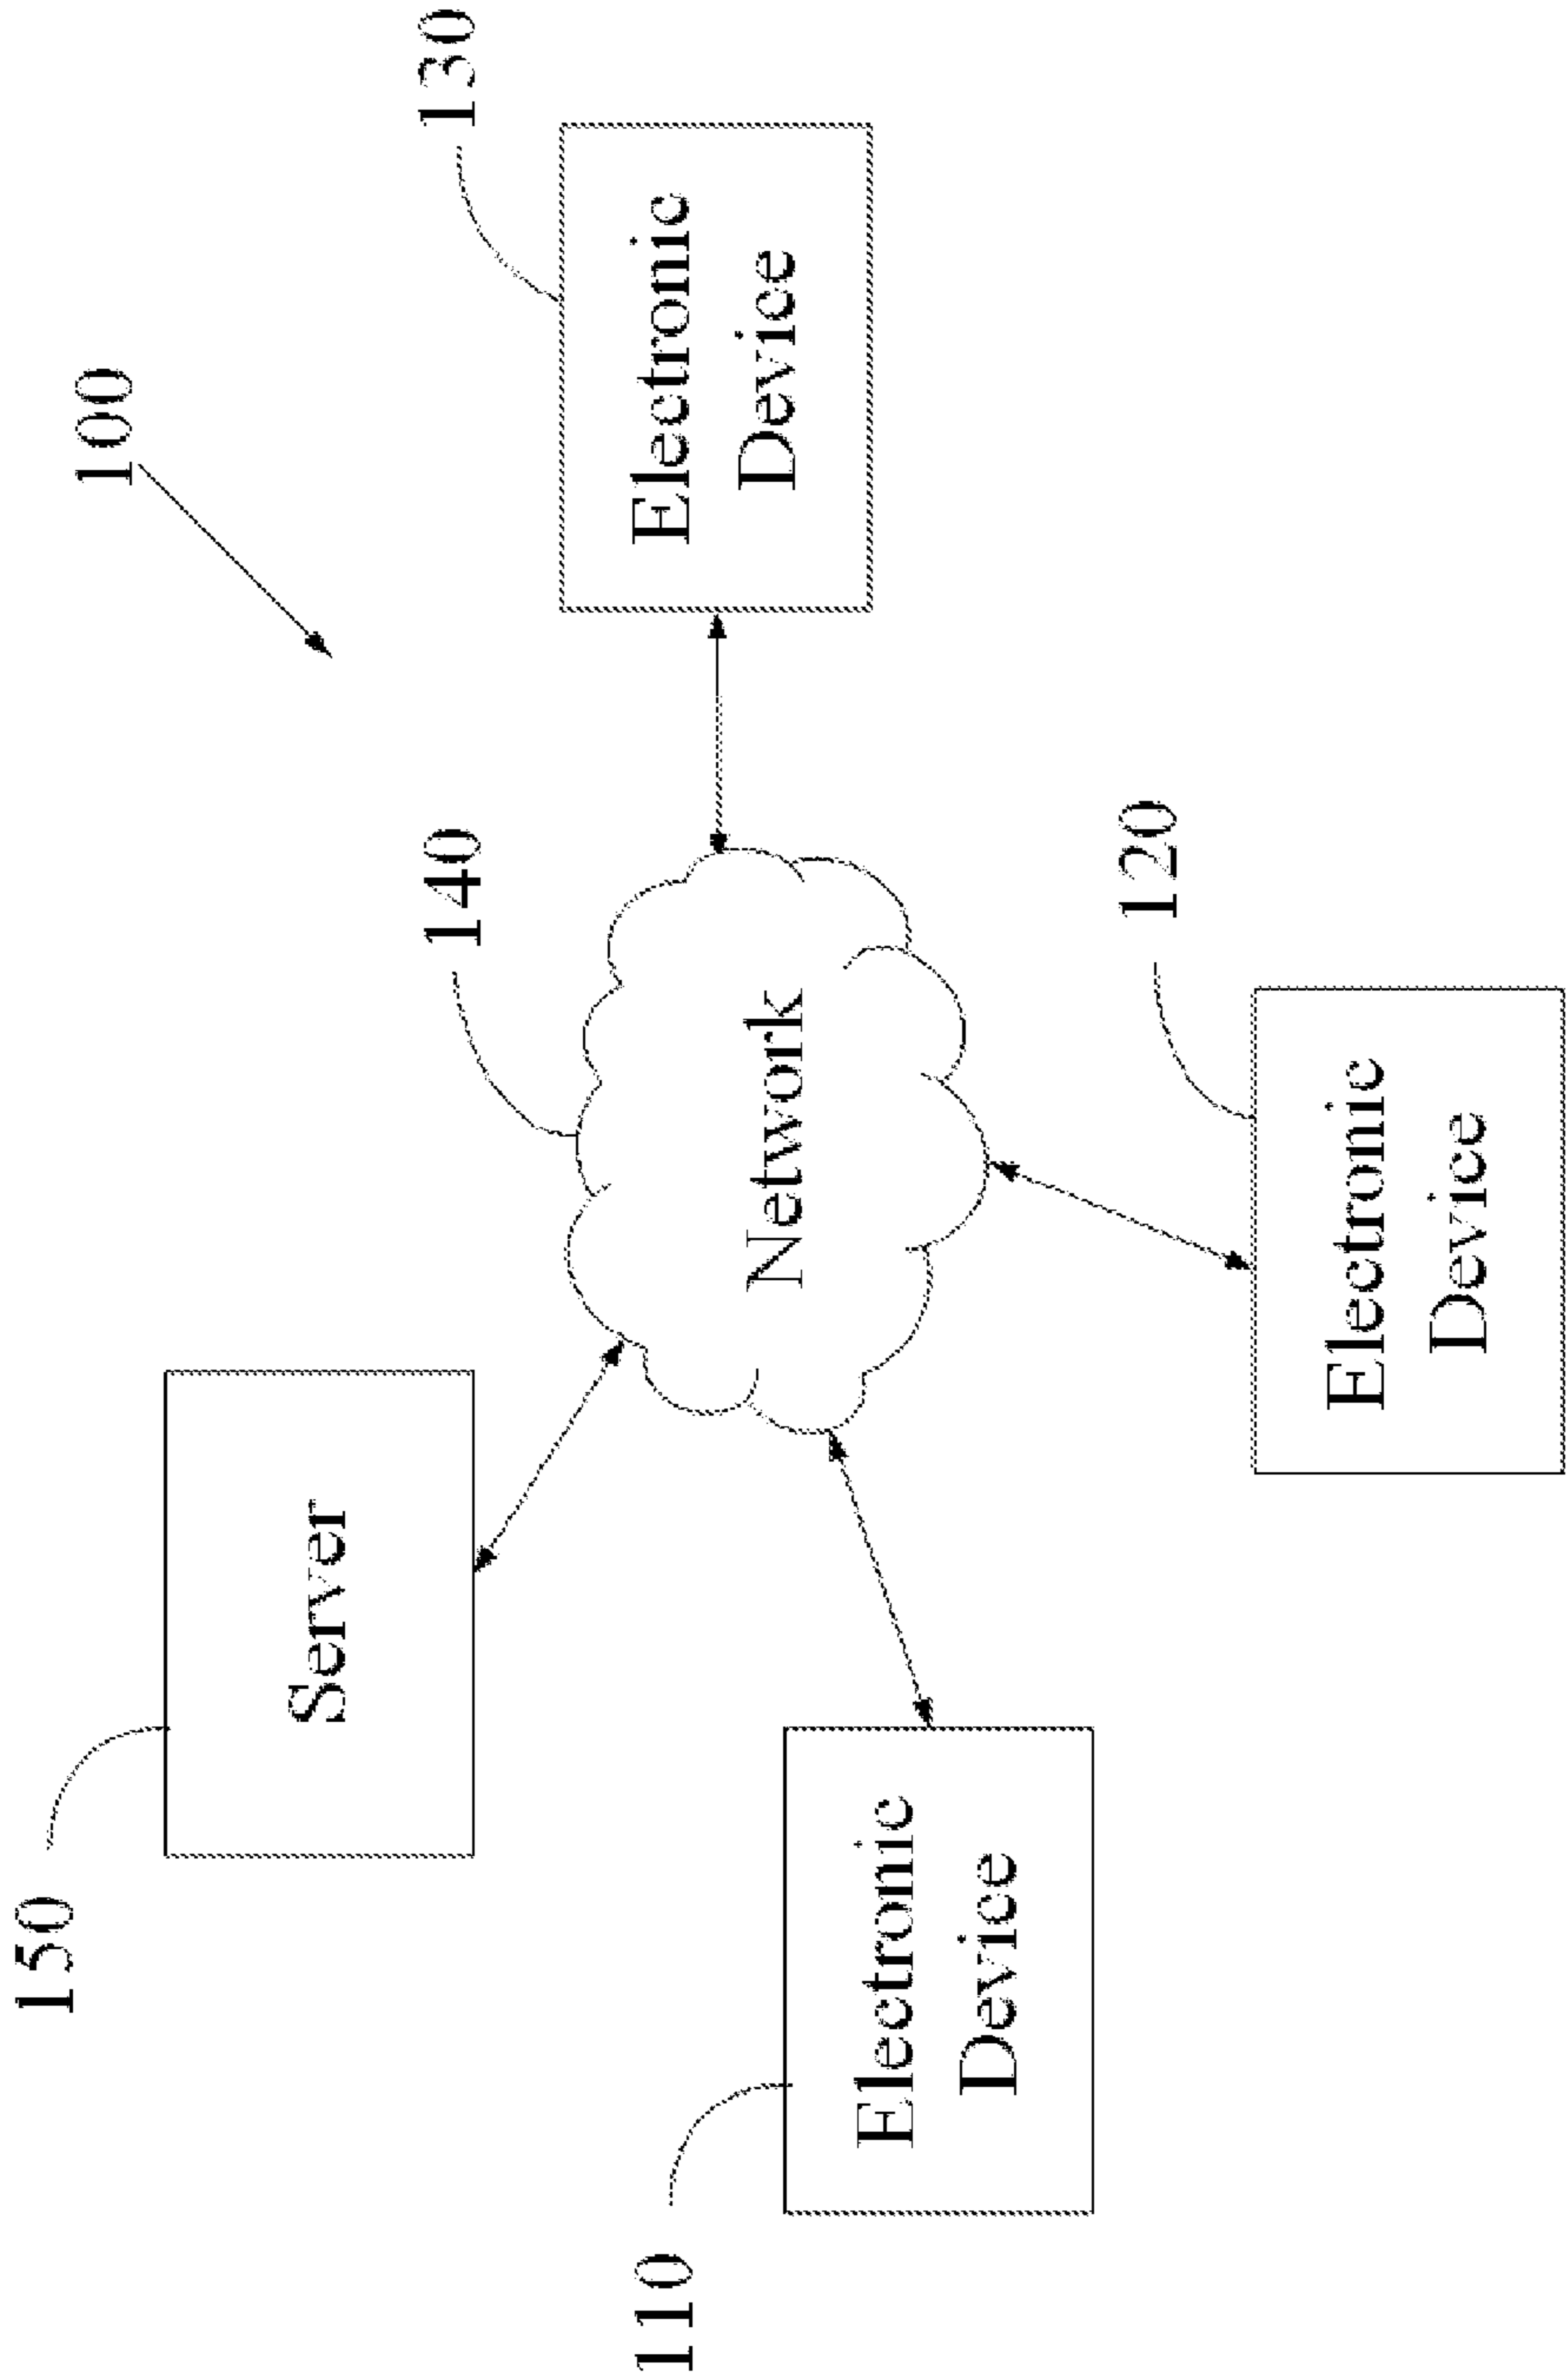 100
150
Server
140
130
Network
Electronic
Device
110
Electronic
Device
120
Electronic
Device